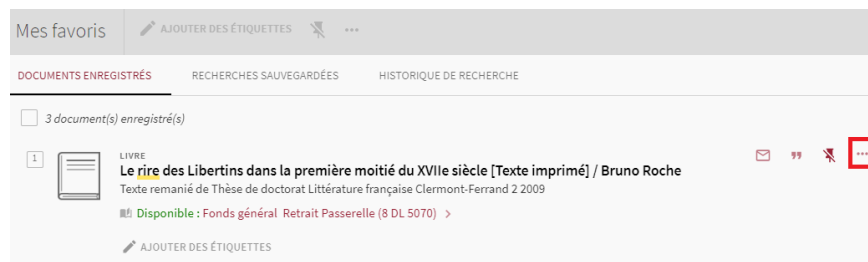 Mes favoris AJOUTER DES ÉTIQUETTES
DOCUMENTS ENREGISTRÉS RECHERCHES SAUVEGARDÉES HISTORIQUE DE RECHERCHE
3 document(s) enregistré(s)
1 LIVRE
Le rire des Libertins dans la première moitié du XVIIe siècle [Texte imprimé] / Bruno Roche
Texte remanié de Thèse de doctorat Littérature française Clermont-Ferrand 2 2009
Disponible : Fonds général Retrait Passerelle (8 DL 5070) >
AJOUTER DES ÉTIQUETTES